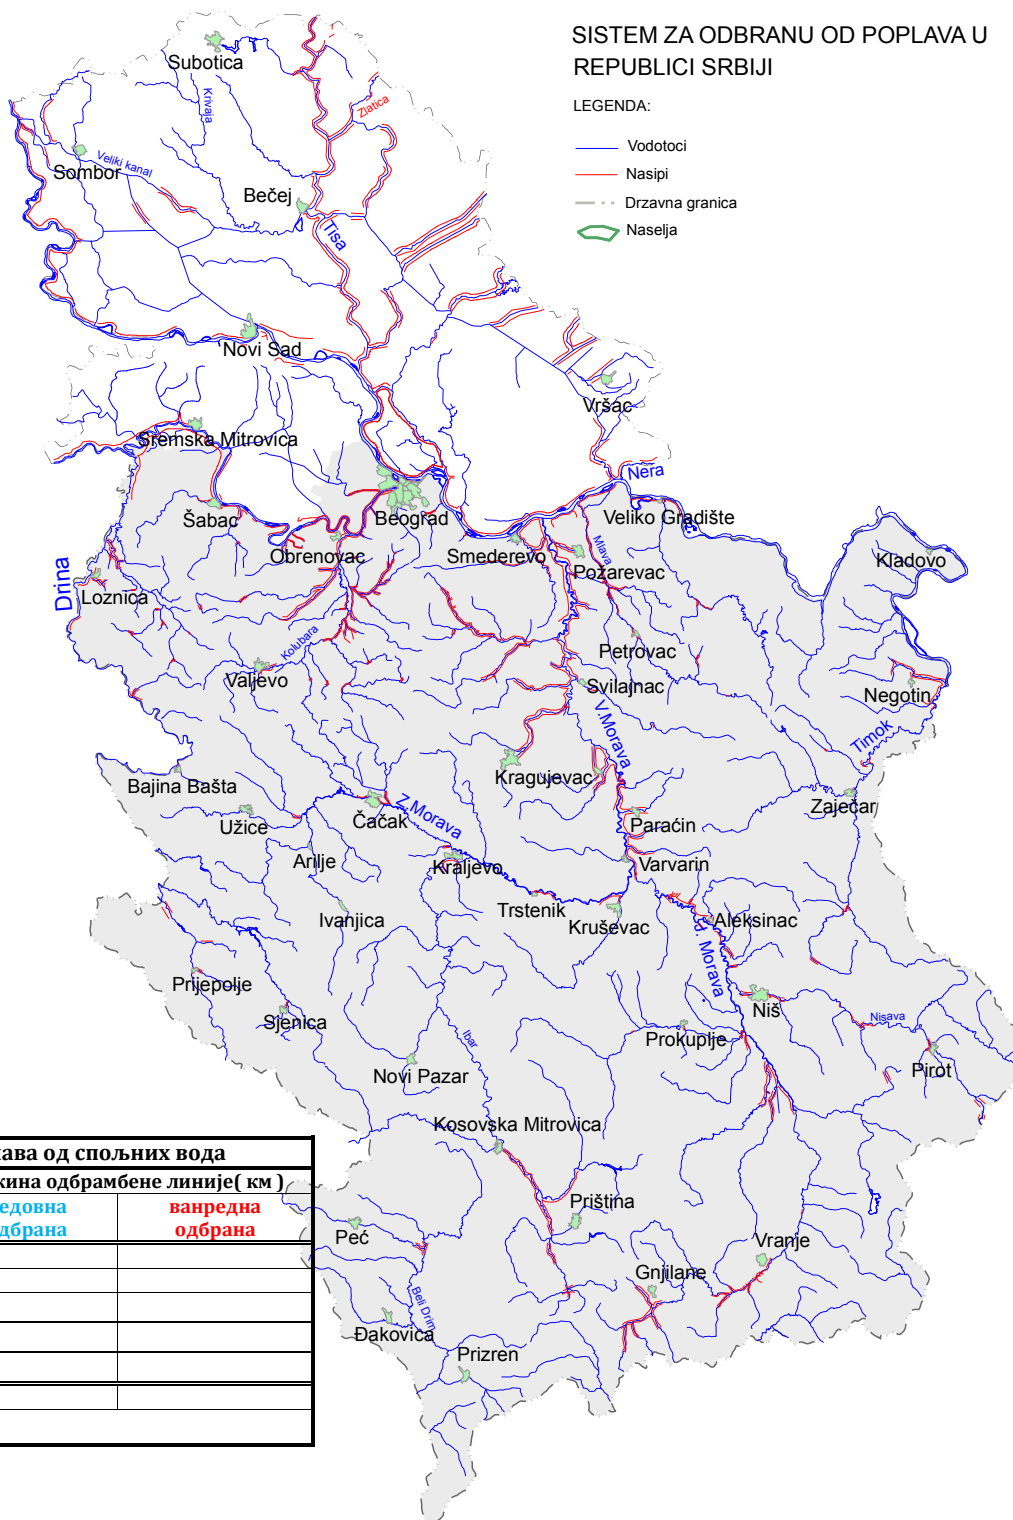 SISTEM ZA ODBRANU OD POPLAVA U
REPUBLICI SRBIJI
LEGENDA:
Vodotoci
Nasipi
Drzavna granica
Naselja
Subotica
Krivaja
Zlatica
Sombor
Veliki kanal
Bečej
Tisa
Novi Sad
Vršac
Sremska Mitrovica
Nera
Šabac
Beograd
Veliko Gradište
Obrenovac
Smederevo
Mlava
Požarevac
Kladovo
Drina
Loznica
Kolubara
Petrovac
Valjevo
Svilajnac
Negotin
V.Morava
Timok
Bajina Bašta
Kragujevac
Zaječar
Užice
Čačak
Z.Morava
Paraćin
Arilje
Kraljevo
Varvarin
Trstenik
Ivanjica
Kruševac
Aleksinac
J. Morava
Prijepolje
Sjenica
Niš
Nisava
Ibar
Prokuplje
Pirot
Novi Pazar
Kosovska Mitrovica
ава од спољних вода
кина одбрамбене линије( км )
едовна
дбрана
ванредна
одбрана
Priština
Peć
Vranje
Gnjilane
Beli Drim
Đakovica
Prizren